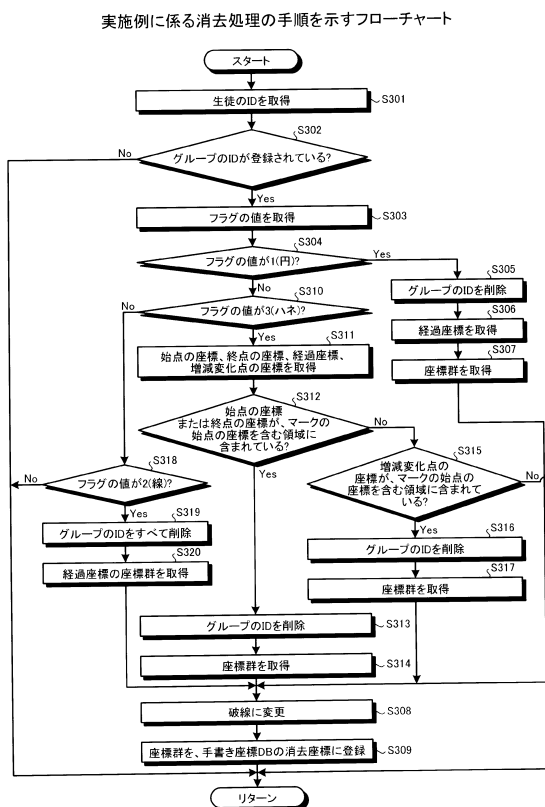 実施例に係る消去処理の手順を示すフローチャート
スタート
生徒のIDを取得
S301
S302
グループのIDが登録されている?
No
Yes
フラグの値を取得
S303
S304
フラグの値が1(円)?
Yes
No
S305
グループのIDを削除
S306
経過座標を取得
S307
座標群を取得
S310
フラグの値が3(ハネ)?
No
Yes
S311
始点の座標、終点の座標、経過座標、
増減変化点の座標を取得
S312
始点の座標
または終点の座標が、マークの
始点の座標を含む領域に
含まれている?
No
Yes
S315
増減変化点の
座標が、マークの始点の
座標を含む領域に含まれて
いる?
No
Yes
S316
グループのIDを削除
S317
座標群を取得
S318
フラグの値が2(線)?
No
Yes
S319
グループのIDをすべて削除
S320
経過座標の座標群を取得
グループのIDを削除
S313
座標群を取得
S314
破線に変更
S308
座標群を、手書き座標DBの消去座標に登録
S309
リターン